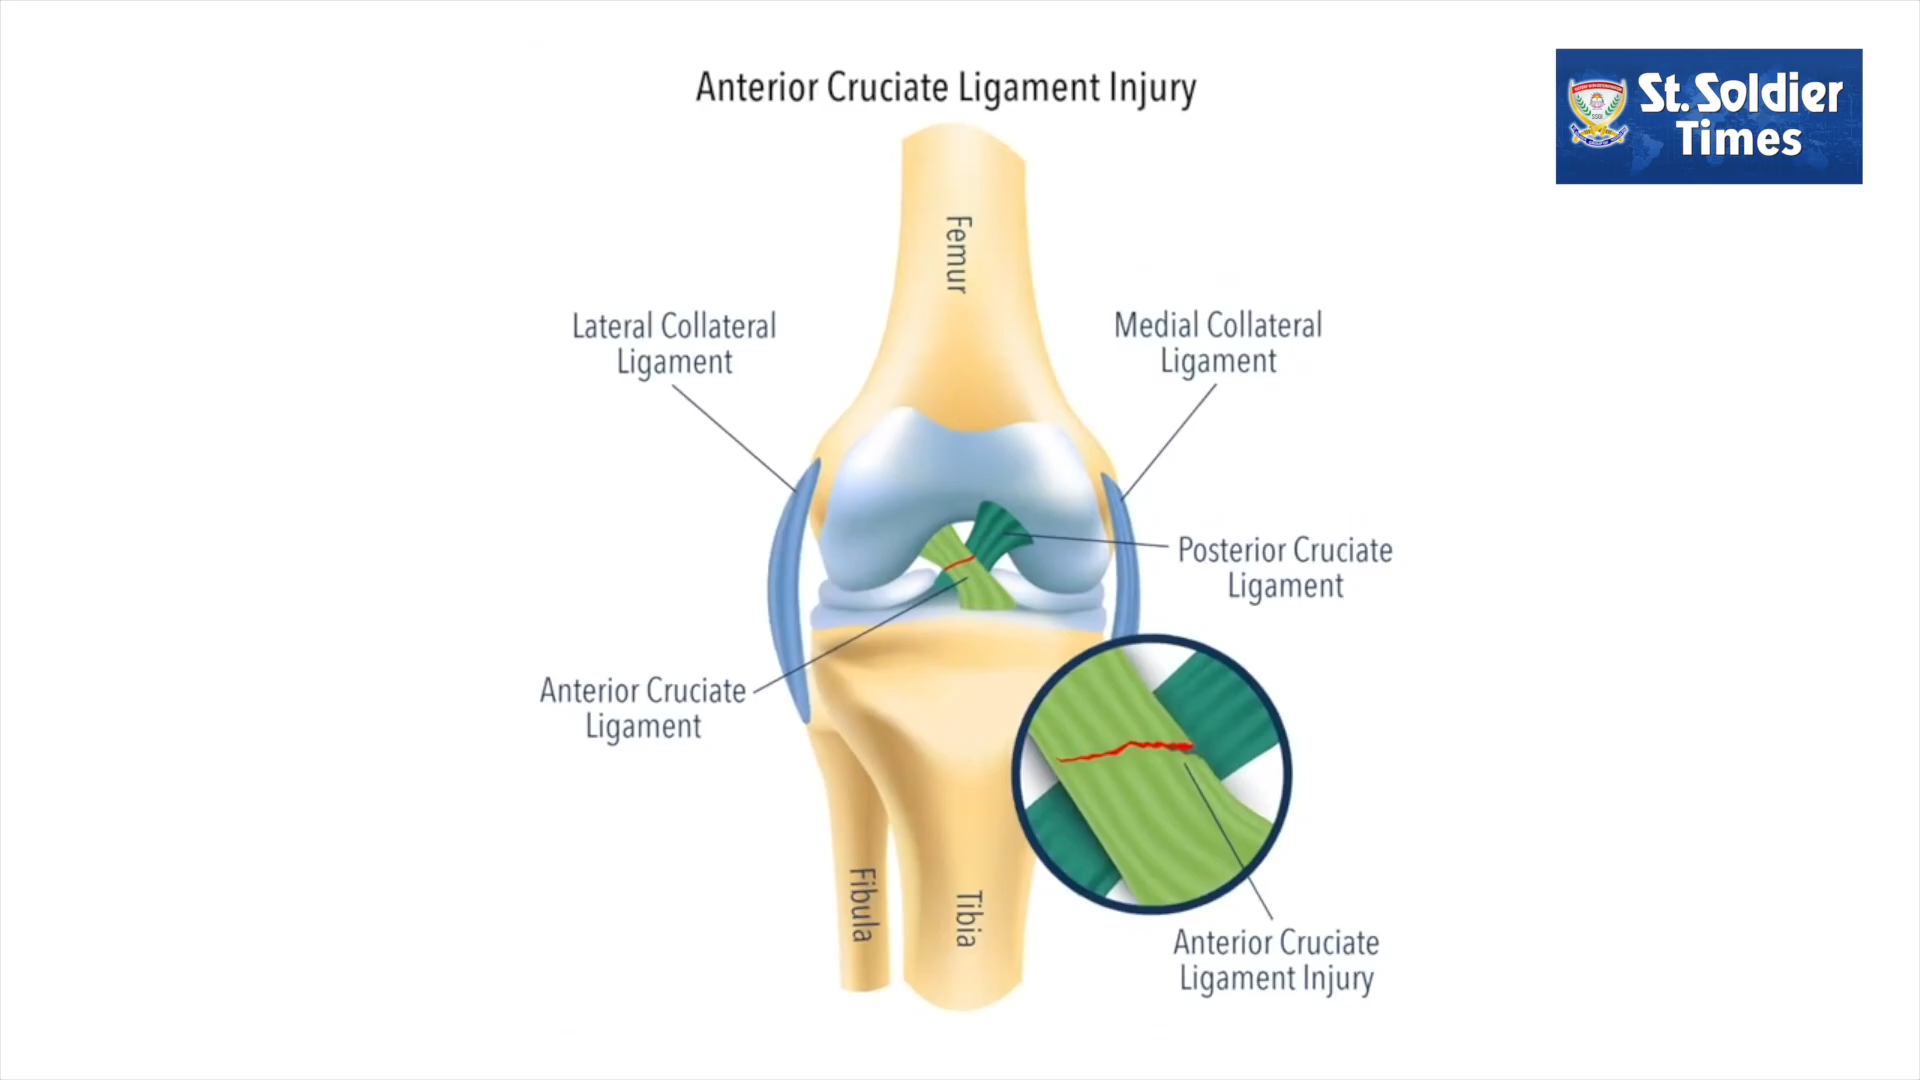 Anterior Cruciate Ligament Injury
St. Soldier
Times
SSGI
Femur
Lateral Collateral
Ligament
Medial Collateral
Ligament
Posterior Cruciate
Ligament
Anterior Cruciate
Ligament
Fibula
Tibia
Anterior Cruciate
Ligament Injury